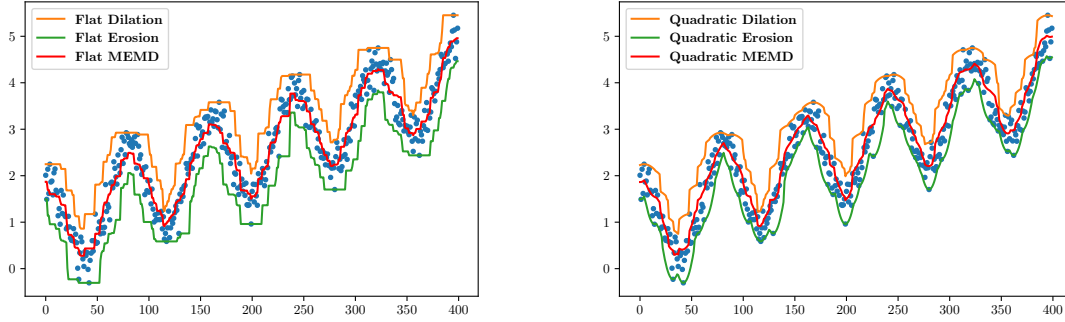 Flat Dilation
Flat Erosion
Flat MEMD
5
4
3
2
1
0
0 50 100 150 200 250 300 350 400
Quadratic Dilation
Quadratic Erosion
Quadratic MEMD
5
4
3
2
1
0
0 50 100 150 200 250 300 350 400